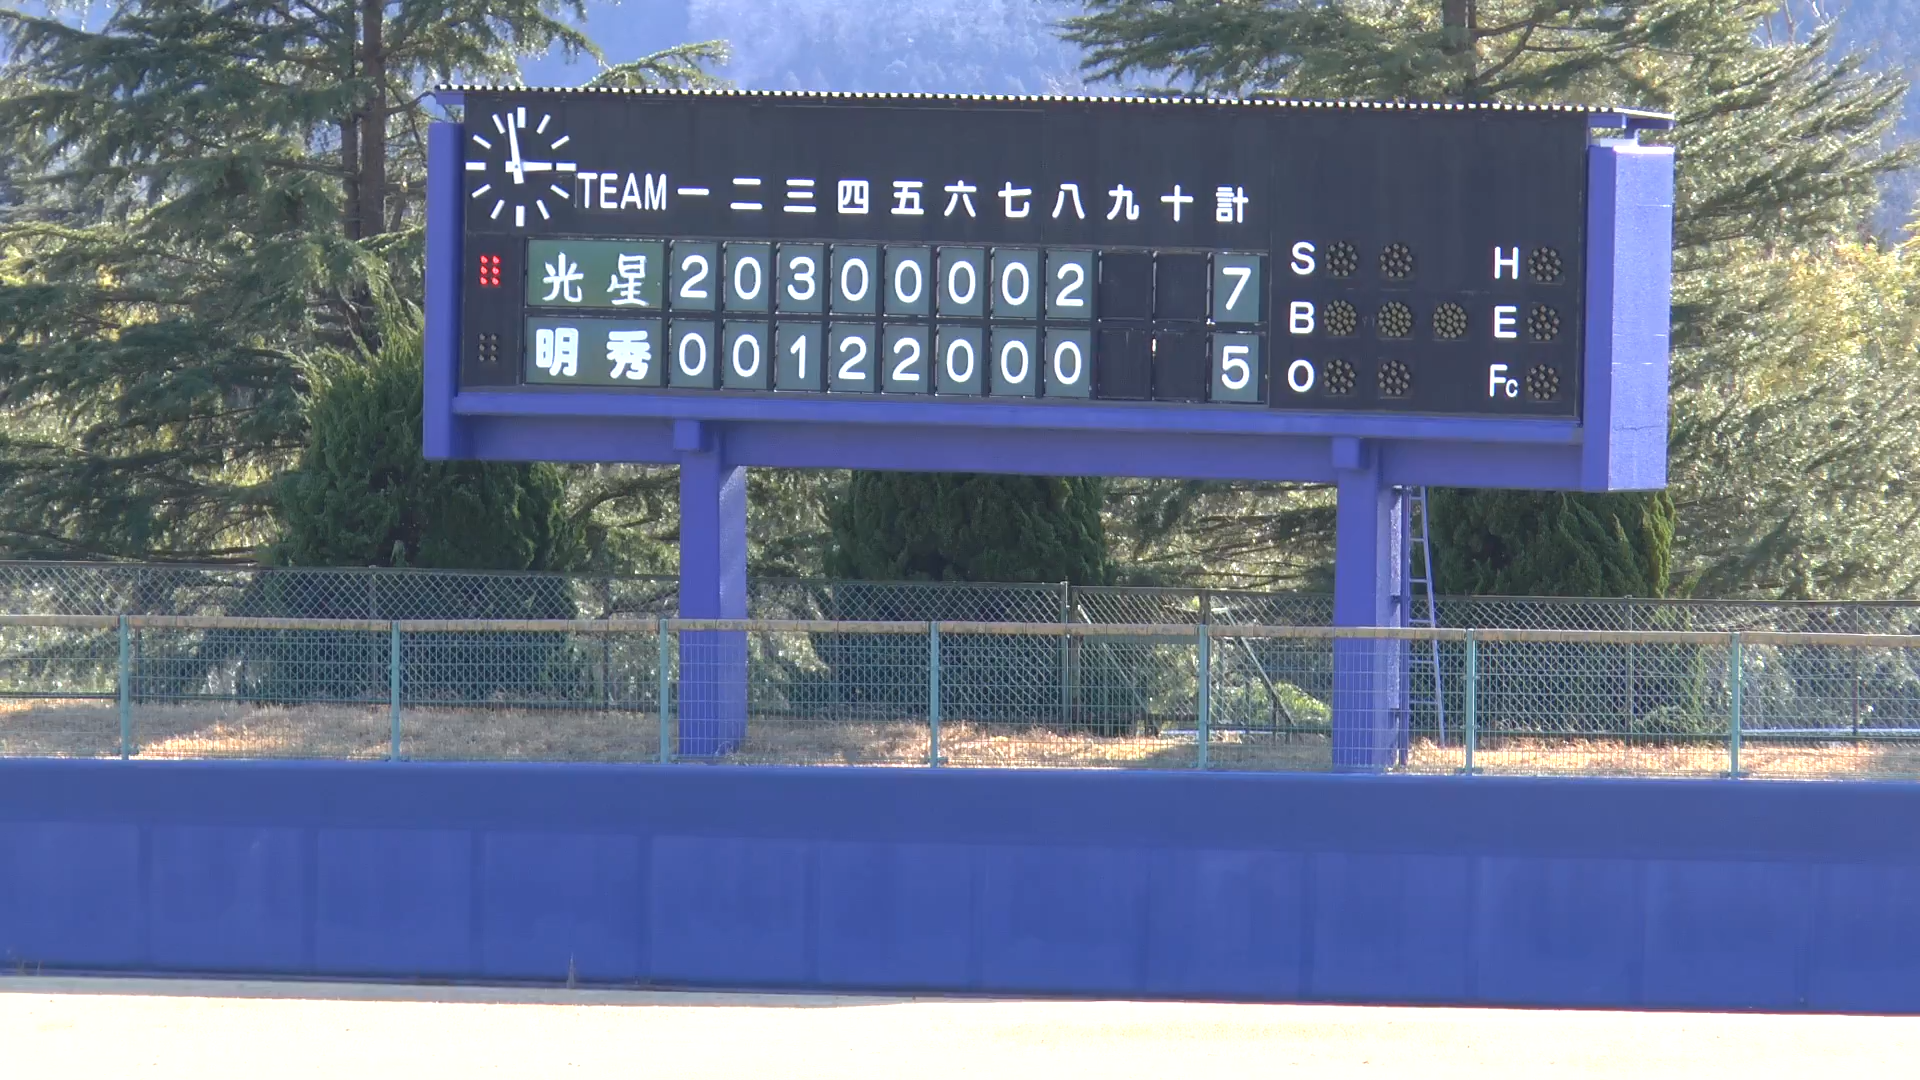 TEAM 一 二 三 四 五 六 七 八 九 十 計
光星 2 0 3 0 0 0 0 2 7
明秀 0 0 1 2 2 0 0 0 5
S H
B E
O Fc